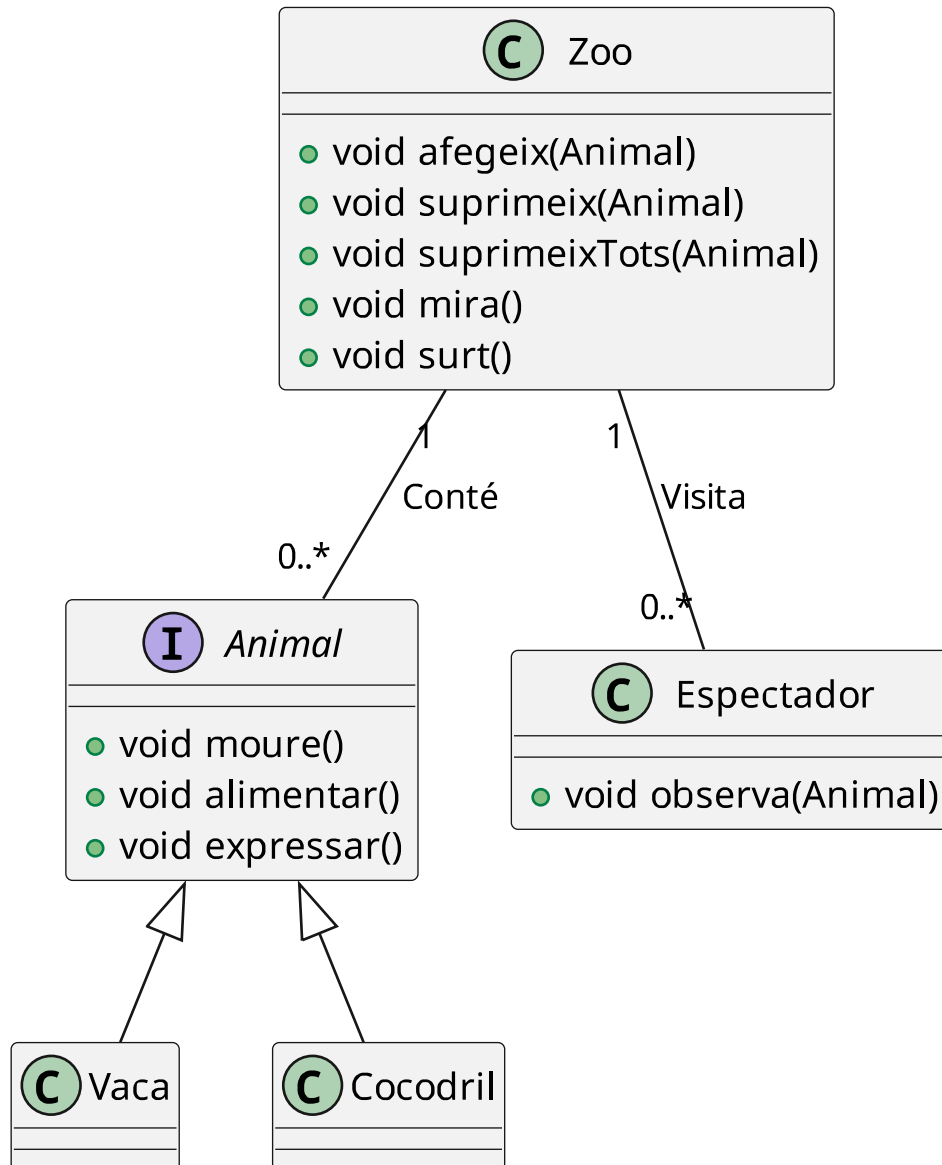 C Zoo
void afegeix(Animal)
void suprimeix(Animal)
void suprimeixTots(Animal)
void mira()
void surt()
1
1
Conté
Visita
0..*
0..*
I Animal
void moure()
void alimentar()
void expressar()
C Espectador
void observa(Animal)
C Vaca
C Cocodril